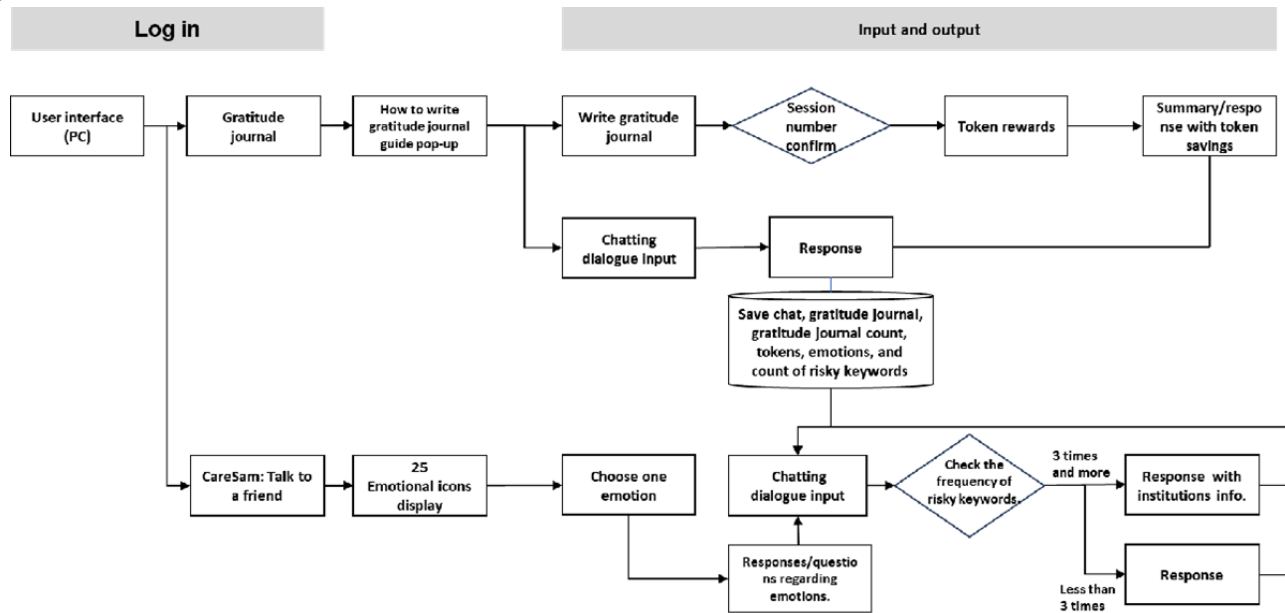 Log in
Input and output
User interface
(PC)
Gratitude
journal
How to write
gratitude journal
guide pop-up
Write gratitude
journal
Session
number
confirm
Token rewards
Summary/respo
nse with token
savings
Chatting
dialogue input
Response
Save chat, gratitude journal,
gratitude journal count,
tokens, emotions, and
count of risky keywords
CareSam: Talk to
a friend
25
Emotional icons
display
Choose one
emotion
Chatting
dialogue input
Check the
frequency of
risky keywords.
3 times
and more
Response with
institutions info.
Responses/questio
ns regarding
emotions.
Less than
3 times
Response